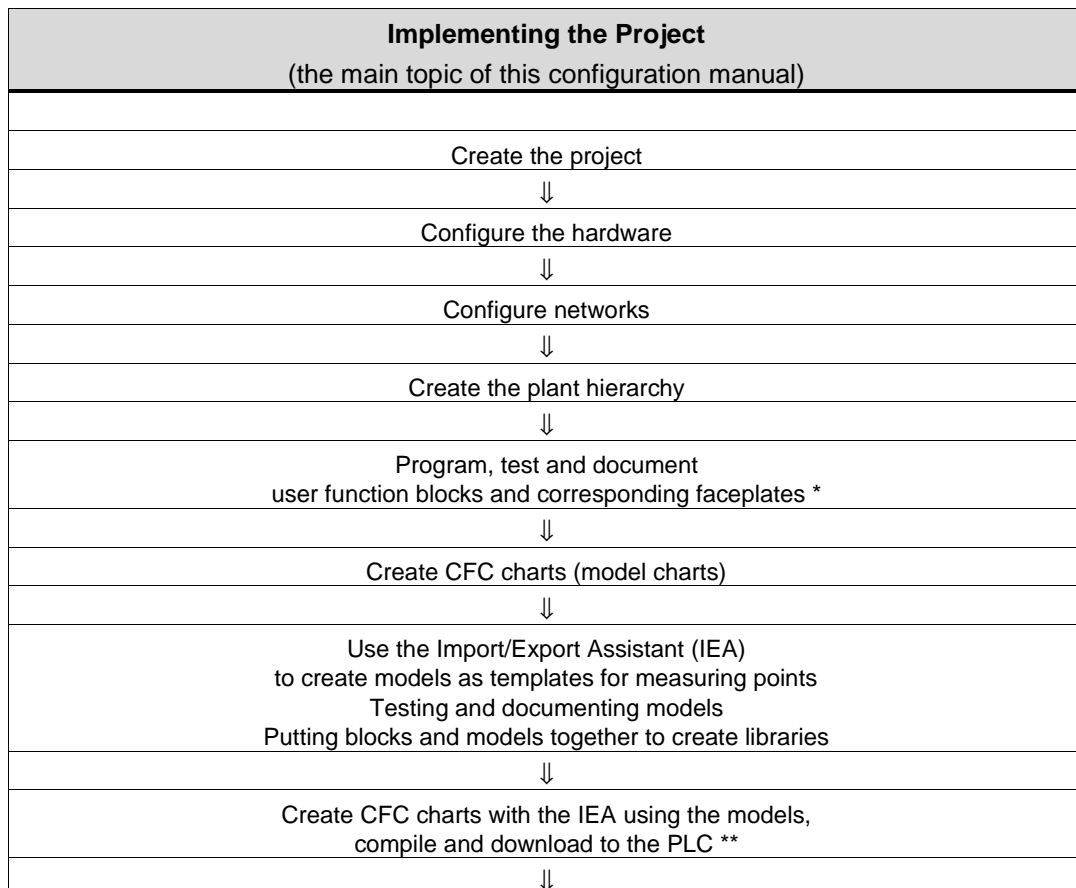 Implementing the Project
(the main topic of this configuration manual)
Create the project
⇓
Configure the hardware
⇓
Configure networks
⇓
Create the plant hierarchy
⇓
Program, test and document
user function blocks and corresponding faceplates *
⇓
Create CFC charts (model charts)
⇓
Use the Import/Export Assistant (IEA)
to create models as templates for measuring points
Testing and documenting models
Putting blocks and models together to create libraries
⇓
Create CFC charts with the IEA using the models,
compile and download to the PLC **
⇓